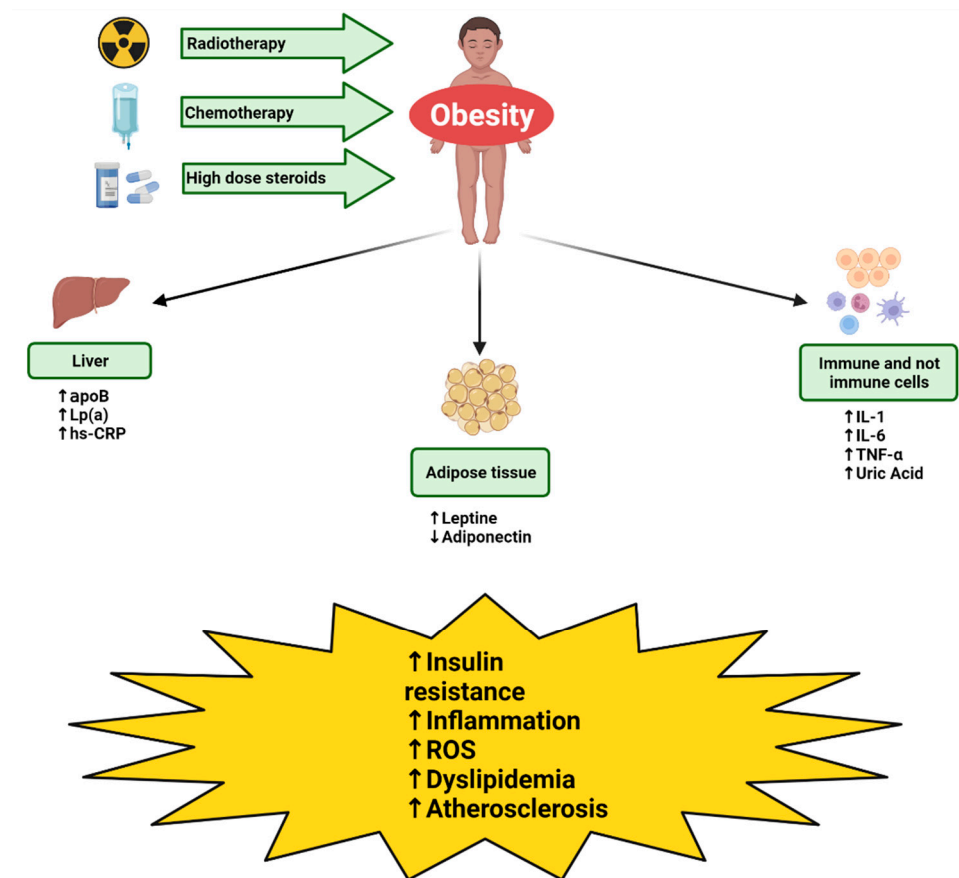 Radiotherapy
Chemotherapy
High dose steroids
Obesity
Liver
↑apoB
↑Lp(a)
↑hs-CRP
Adipose tissue
↑Leptine
↓Adiponectin
Immune and not
immune cells
↑IL-1
↑IL-6
↑TNF-α
↑Uric Acid
↑Insulin
resistance
↑Inflammation
↑ROS
↑Dyslipidemia
↑Atherosclerosis